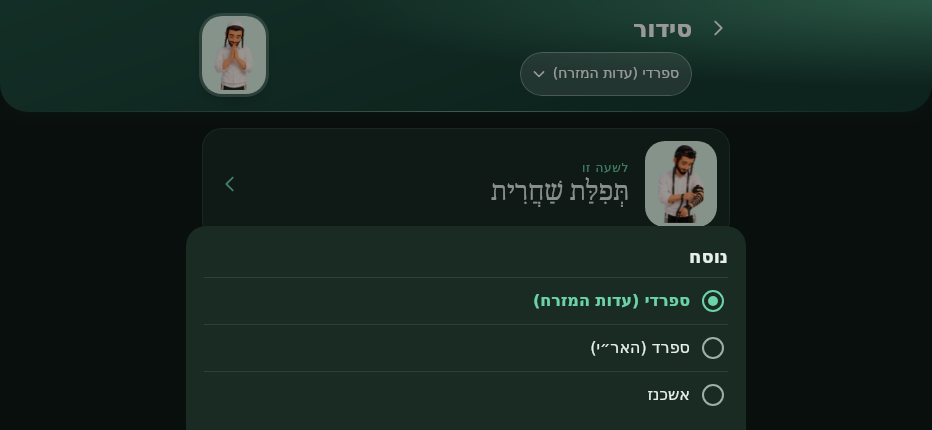 סידור
ספרדי (עדות המזרח)
לשעה זו
תְּפִלַּת שַׁחֲרִית
נוסח
ספרדי (עדות המזרח)
ספרד (האר״י)
אשכנז